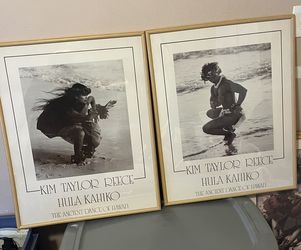 KIM TAYLOR REECE
HULA KAHIKO
THE ANCIENT DANCE OF HAWAII
KIM TAYLOR REECE
HULA KAHIKO
THE ANCIENT DANCE OF HAWAII